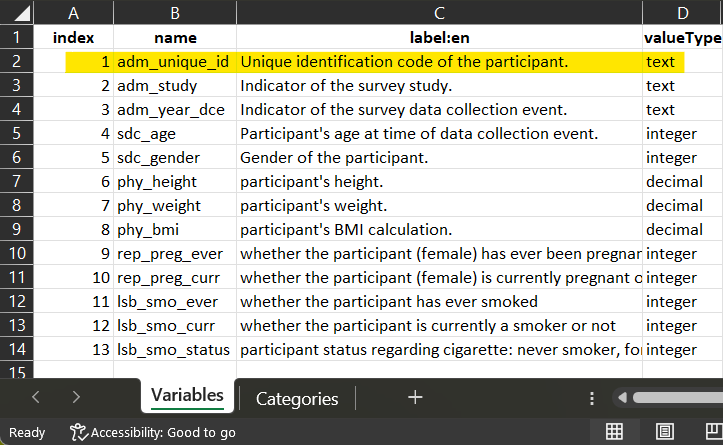 A B C D
1 index name label:en valueType
2 1 adm_unique_id Unique identification code of the participant. text
3 2 adm_study Indicator of the survey study. text
4 3 adm_year_dce Indicator of the survey data collection event. text
5 4 sdc_age Participant's age at time of data collection event. integer
6 5 sdc_gender Gender of the participant. integer
7 6 phy_height participant's height. decimal
8 7 phy_weight participant's weight. decimal
9 8 phy_bmi participant's BMI calculation. decimal
10 9 rep_preg_ever whether the participant (female) has ever been pregnan integer
11 10 rep_preg_curr whether the participant (female) is currently pregnant o integer
12 11 lsb_smo_ever whether the participant has ever smoked integer
13 12 lsb_smo_curr whether the participant is currently a smoker or not integer
14 13 lsb_smo_status participant status regarding cigarette: never smoker, fo integer
15
Variables Categories +
Ready Accessibility: Good to go